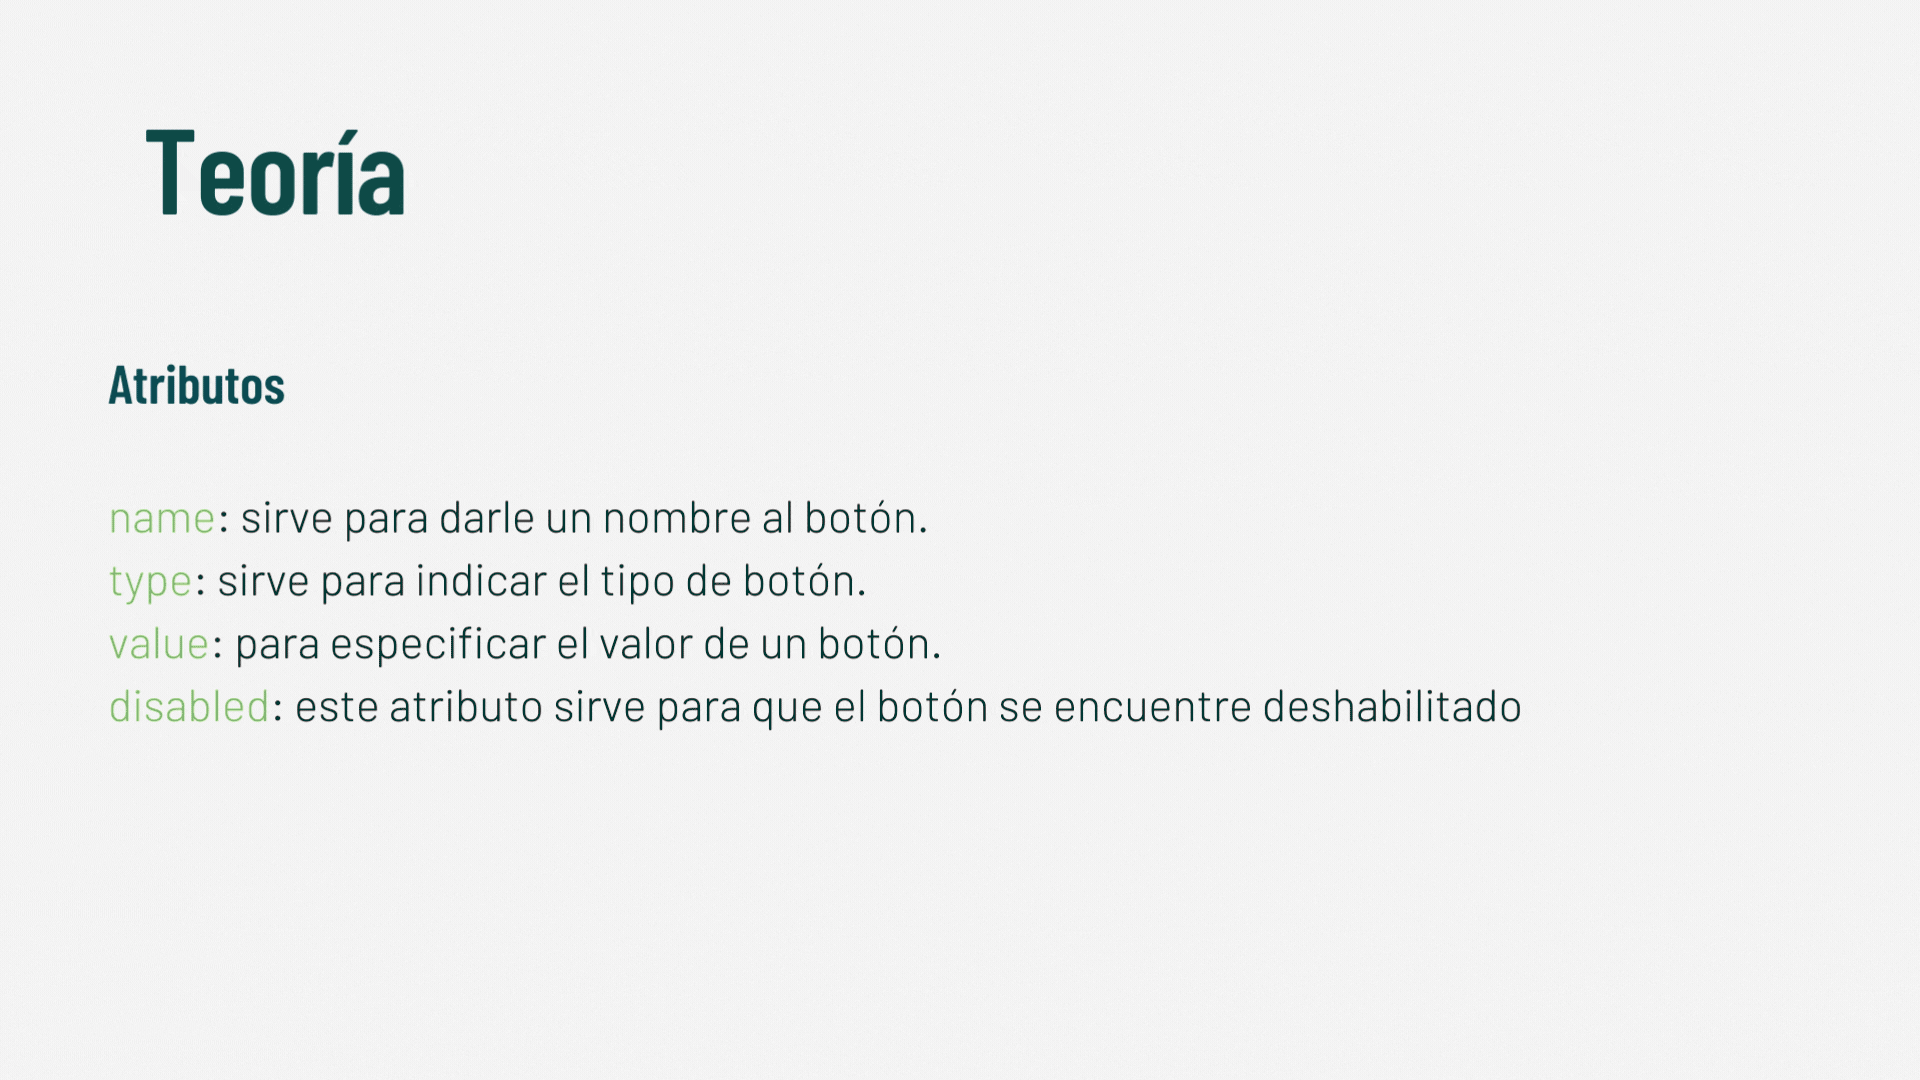 Teoría
Atributos
name: sirve para darle un nombre al botón.
type: sirve para indicar el tipo de botón.
value: para especificar el valor de un botón.
disabled: este atributo sirve para que el botón se encuentre deshabilitado